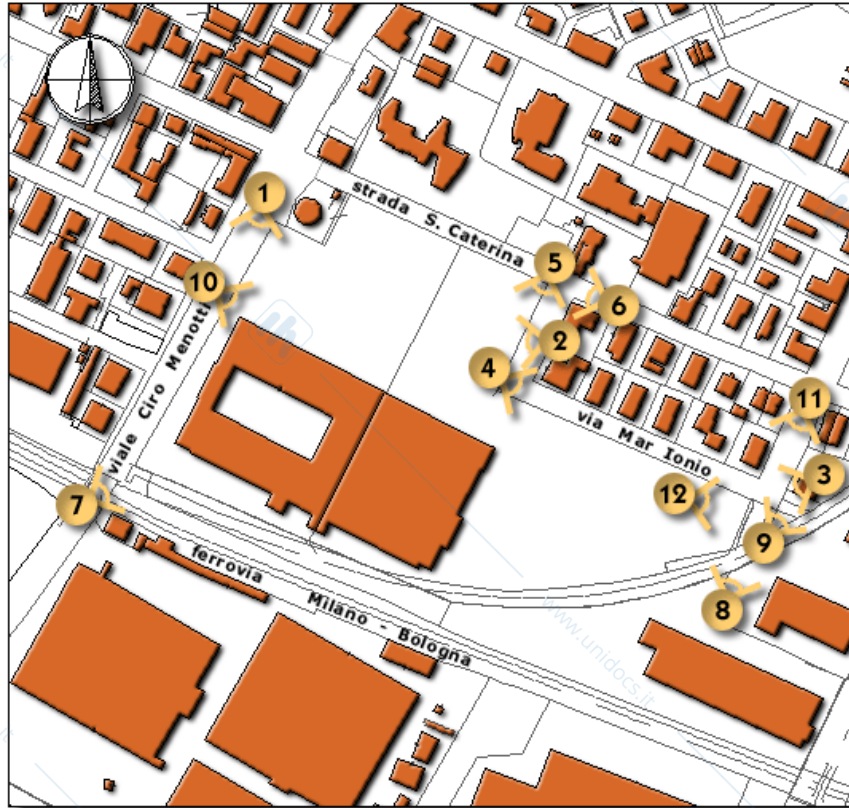 1
strada S. Caterina
10
5
6
2
4
viale Ciro Menotti
11
via Mar Ionio
3
12
7
9
ferrovia
8
Milano - Bologna
www.unidocs.it